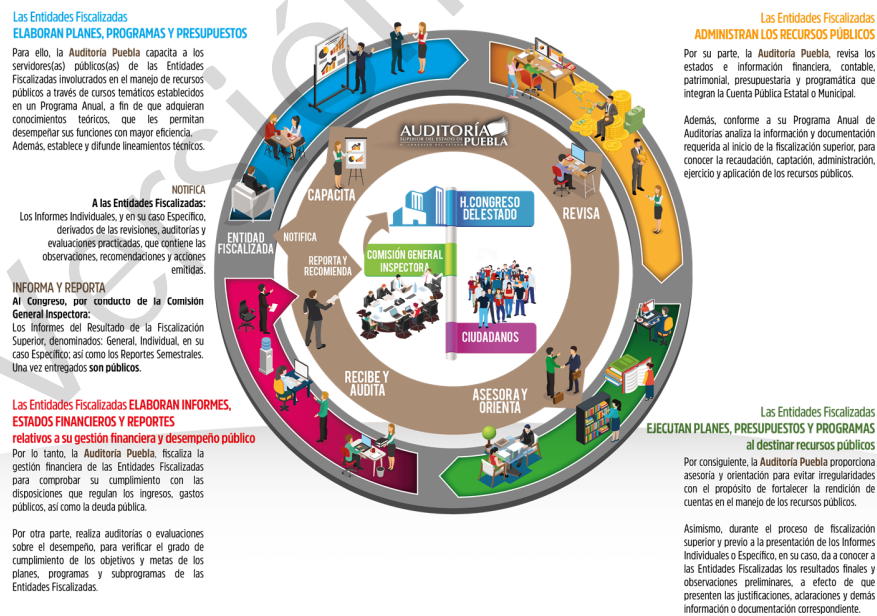 Las Entidades Fiscalizadas
ELABORAN PLANES, PROGRAMAS Y PRESUPUESTOS
Para ello, la Auditoría Puebla capacita a los
servidores(as) públicos(as) de las Entidades
Fiscalizadas involucrados en el manejo de recursos
públicos a través de cursos temáticos establecidos
en un Programa Anual, a fin de que adquieran
conocimientos teóricos, que les permitan
desempeñar sus funciones con mayor eficiencia.
Además, establece y difunde lineamientos técnicos.
NOTIFICA
A las Entidades Fiscalizadas:
Los Informes Individuales, y en su caso Específico,
derivados de las revisiones, auditorías y
evaluaciones practicadas, que contiene las
observaciones, recomendaciones y acciones
emitidas.
INFORMA Y REPORTA
Al Congreso, por conducto de la Comisión
General Inspectora:
Los Informes del Resultado de la Fiscalización
Superior, denominados: General, Individual, en su
caso Específico; así como los Reportes Semestrales.
Una vez entregados son públicos.
Las Entidades Fiscalizadas ELABORAN INFORMES,
ESTADOS FINANCIEROS Y REPORTES
relativos a su gestión financiera y desempeño público
Por lo tanto, la Auditoría Puebla, fiscaliza la
gestión financiera de las Entidades Fiscalizadas
para comprobar su cumplimiento con las
disposiciones que regulan los ingresos, gastos
públicos, así como la deuda pública.
Por otra parte, realiza auditorías o evaluaciones
sobre el desempeño, para verificar el grado de
cumplimiento de los objetivos y metas de los
planes, programas y subprogramas de las
Entidades Fiscalizadas.
AUDITORÍA
SUPERIOR DEL ESTADO DE
H. CONGRESO DEL ESTADO
PUEBLA
CAPACITA
REVISA
H.CONGRESO
DEL ESTADO
ENTIDAD
FISCALIZADA
NOTIFICA
REPORTA Y
RECOMIENDA
COMISIÓN GENERAL
INSPECTORA
CIUDADANOS
RECIBE Y
AUDITA
ASESORA Y
ORIENTA
Las Entidades Fiscalizadas
ADMINISTRAN LOS RECURSOS PÚBLICOS
Por su parte, la Auditoría Puebla, revisa los
estados e información financiera, contable,
patrimonial, presupuestaria y programática que
integran la Cuenta Pública Estatal o Municipal.
Además, conforme a su Programa Anual de
Auditorías analiza la información y documentación
requerida al inicio de la fiscalización superior, para
conocer la recaudación, captación, administración,
ejercicio y aplicación de los recursos públicos.
Las Entidades Fiscalizadas
EJECUTAN PLANES, PRESUPUESTOS Y PROGRAMAS
al destinar recursos públicos
Por consiguiente, la Auditoría Puebla proporciona
asesoría y orientación para evitar irregularidades
con el propósito de fortalecer la rendición de
cuentas en el manejo de los recursos públicos.
Asimismo, durante el proceso de fiscalización
superior y previo a la presentación de los Informes
Individuales o Específico, en su caso, da a conocer a
las Entidades Fiscalizadas los resultados finales y
observaciones preliminares, a efecto de que
presenten las justificaciones, aclaraciones y demás
información o documentación correspondiente.
Versión